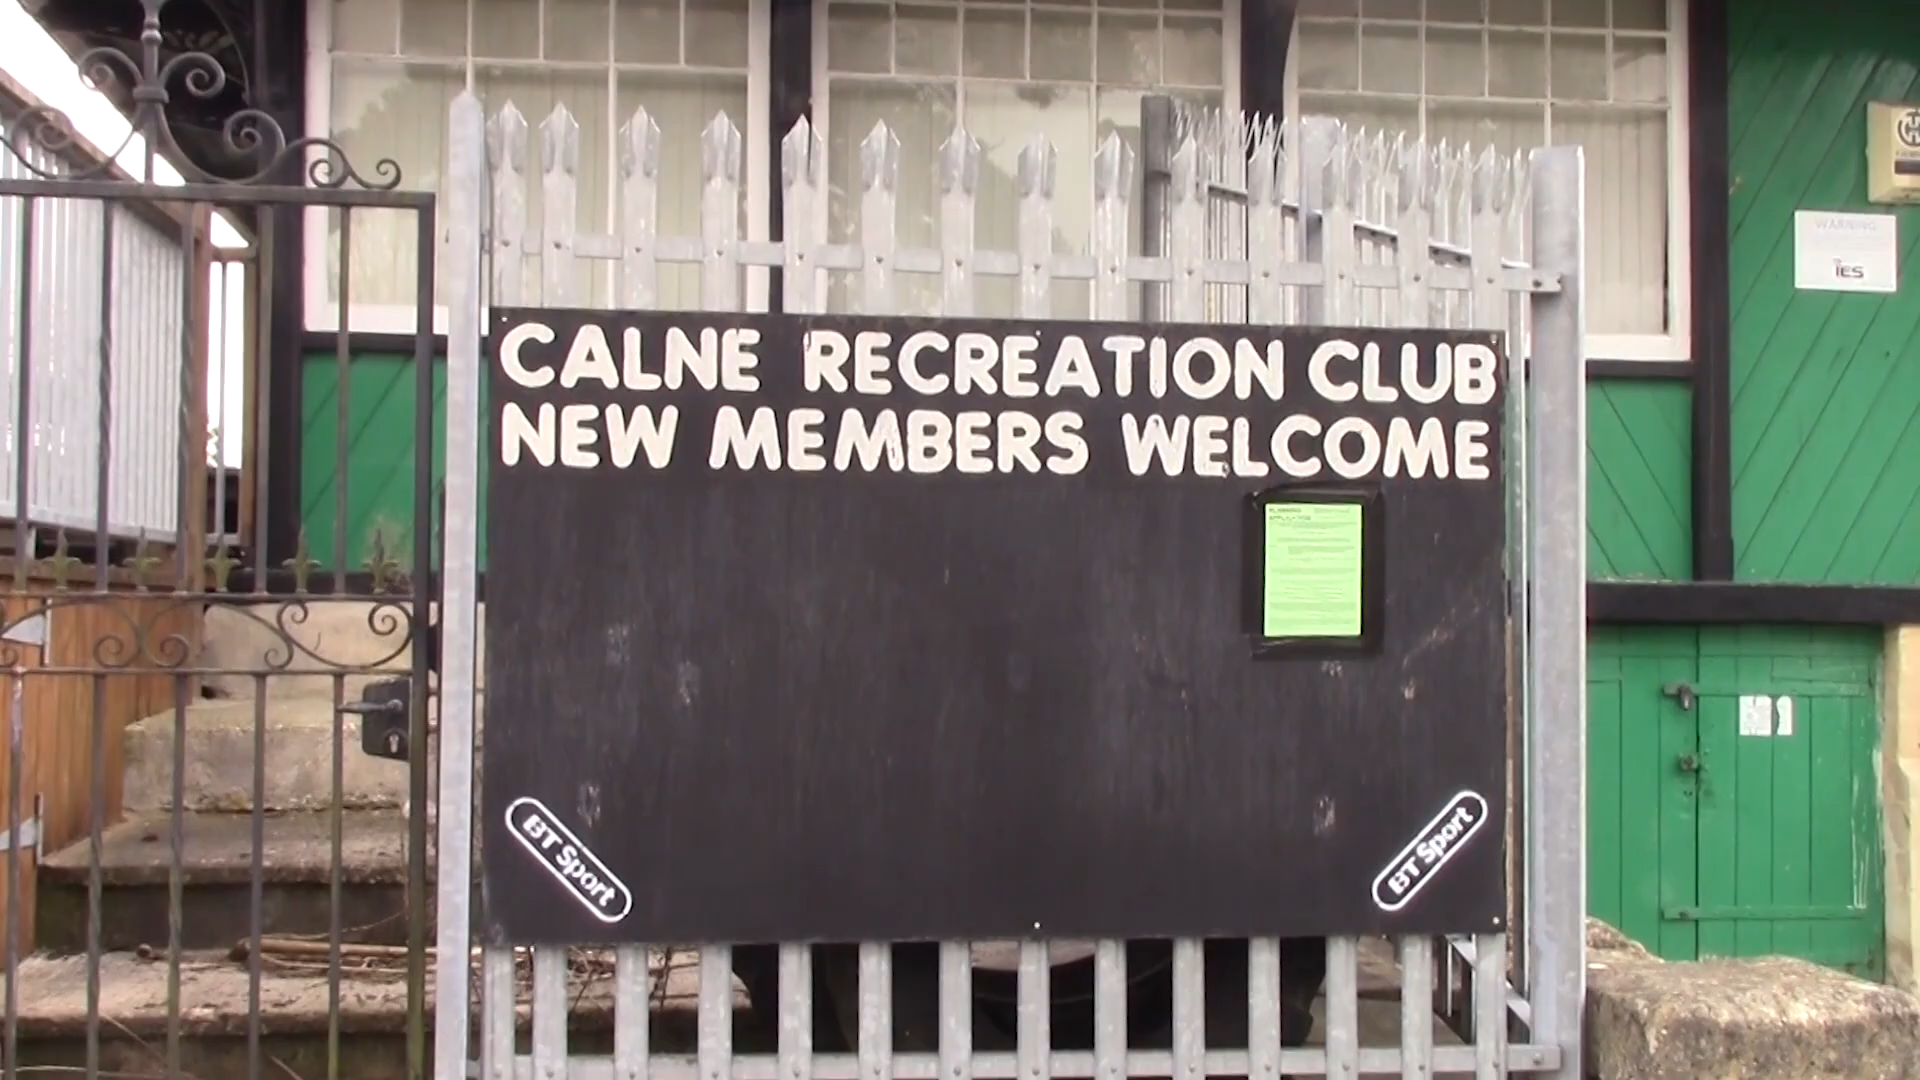 CALNE RECREATION CLUB
NEW MEMBERS WELCOME
BT Sport
BT Sport
WARNING
IES